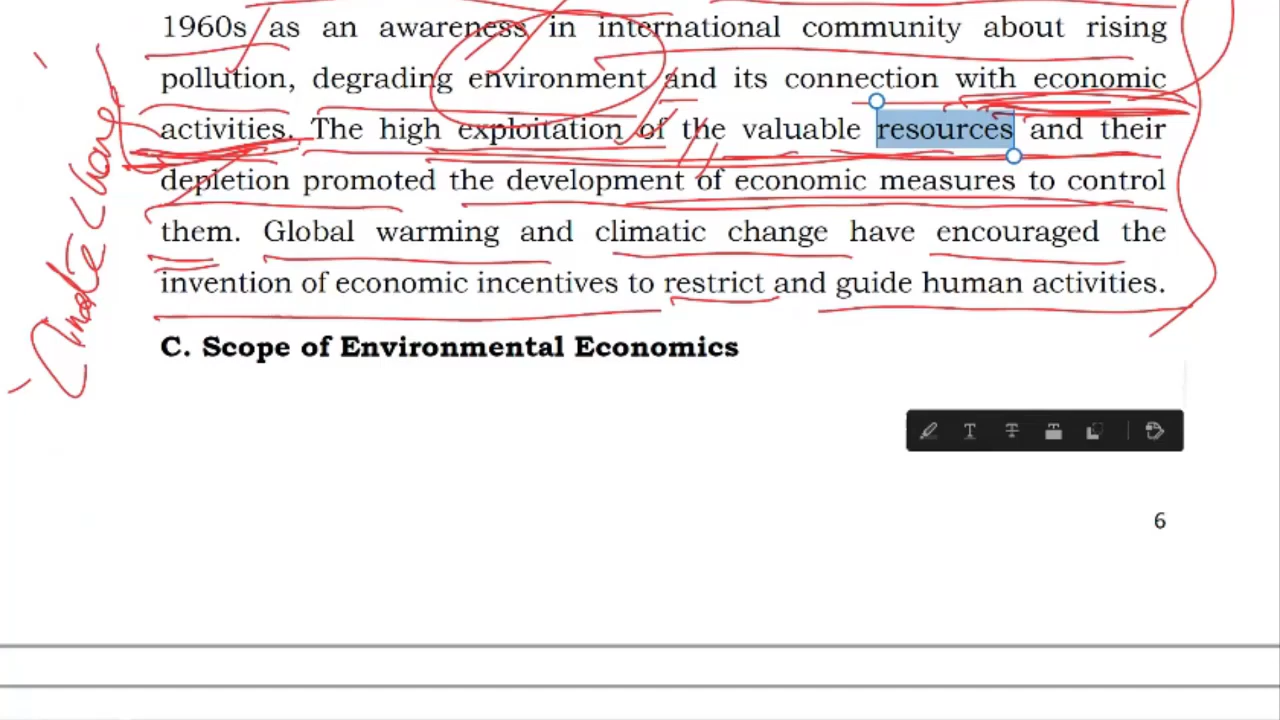 1960s as an awareness in international community about rising
pollution, degrading environment and its connection with economic
activities. The high exploitation of the valuable resources and their
depletion promoted the development of economic measures to control
them. Global warming and climatic change have encouraged the
invention of economic incentives to restrict and guide human activities.
C. Scope of Environmental Economics
6